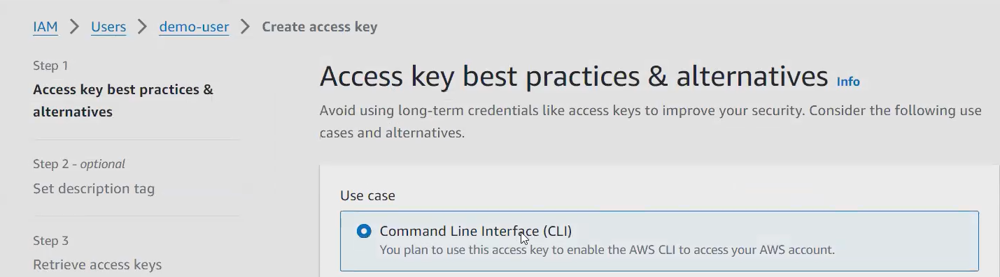 IAM > Users > demo-user > Create access key
Step 1
Access key best practices &
alternatives
Step 2 - optional
Set description tag
Step 3
Retrieve access keys
Access key best practices & alternatives Info
Avoid using long-term credentials like access keys to improve your security. Consider the following use
cases and alternatives.
Use case
Command Line Interface (CLI)
You plan to use this access key to enable the AWS CLI to access your AWS account.